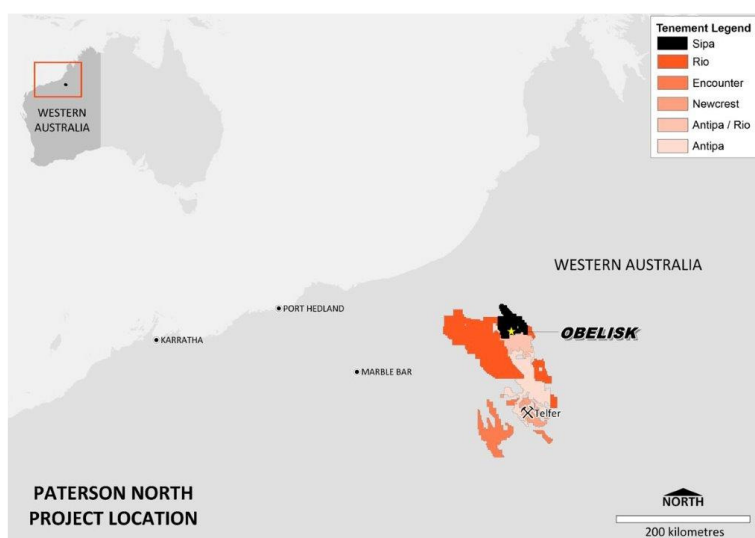 Tenement Legend
Sipa
Rio
Encounter
Newcrest
Antipa / Rio
Antipa
WESTERN
AUSTRALIA
WESTERN AUSTRALIA
PORT HEDLAND
OBELISK
KARRATHA
MARBLE BAR
Telfer
PATERSON NORTH
PROJECT LOCATION
NORTH
200 kilometres